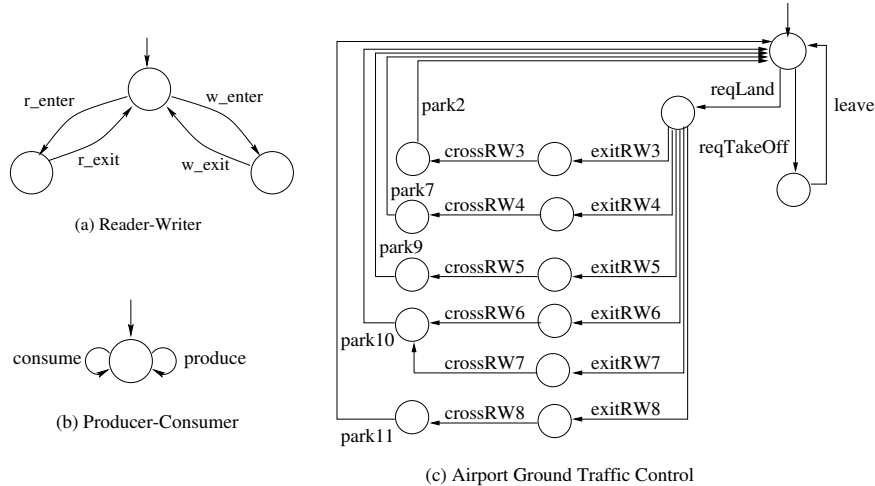 r_enter
w_enter
r_exit
w_exit
(a) Reader-Writer
consume
produce
(b) Producer-Consumer
reqLand
leave
park2
reqTakeOff
crossRW3
exitRW3
park7
crossRW4
exitRW4
park9
crossRW5
exitRW5
crossRW6
exitRW6
park10
crossRW7
exitRW7
crossRW8
exitRW8
park11
(c) Airport Ground Traffic Control